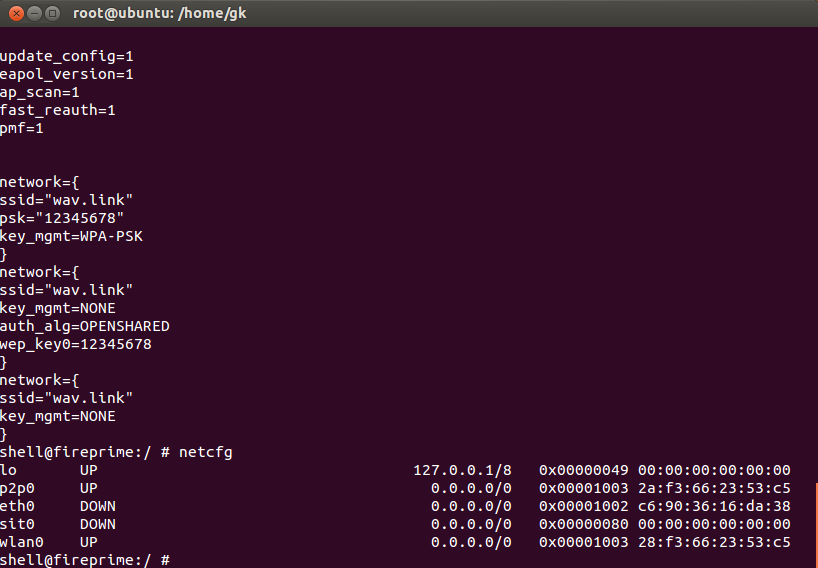 root@ubuntu: /home/gk
update_config=1
eapol_version=1
ap_scan=1
fast_reauth=1
pmf=1
network={
ssid="wav.link"
psk="12345678"
key_mgmt=WPA-PSK
}
network={
ssid="wav.link"
key_mgmt=NONE
auth_alg=OPENSHARED
wep_key0=12345678
}
network={
ssid="wav.link"
key_mgmt=NONE
}
shell@fireprime:/ # netcfg
lo       UP                                   127.0.0.1/8   0x00000049 00:00:00:00:00:00
p2p0     UP                                     0.0.0.0/0   0x00001003 2a:f3:66:23:53:c5
eth0     DOWN                                   0.0.0.0/0   0x00001002 c6:90:36:16:da:38
sit0     DOWN                                   0.0.0.0/0   0x00000080 00:00:00:00:00:00
wlan0    UP                                     0.0.0.0/0   0x00001003 28:f3:66:23:53:c5
shell@fireprime:/ #